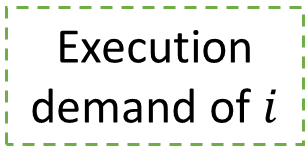 Execution
demand of i